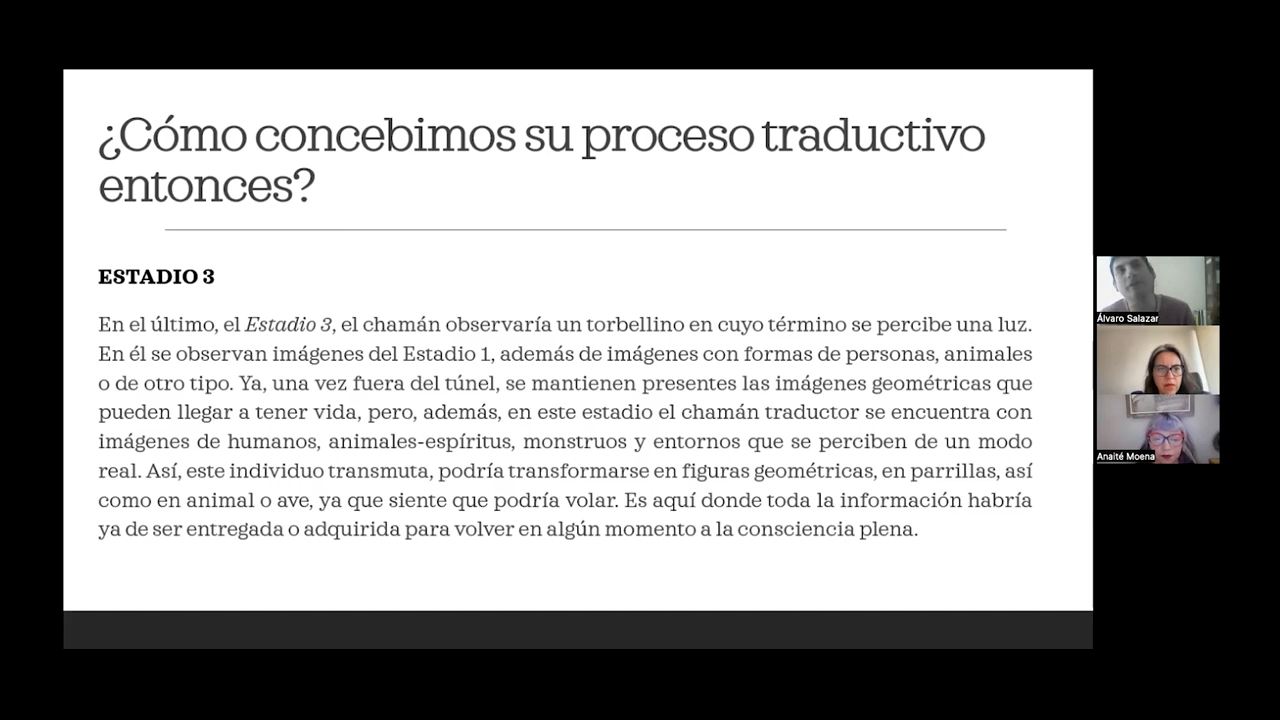 ¿Cómo concebimos su proceso traductivo
entonces?
ESTADIO 3
En el último, el Estadio 3, el chamán observaría un torbellino en cuyo término se percibe una luz.
En él se observan imágenes del Estadio 1, además de imágenes con formas de personas, animales
o de otro tipo. Ya, una vez fuera del túnel, se mantienen presentes las imágenes geométricas que
pueden llegar a tener vida, pero, además, en este estadio el chamán traductor se encuentra con
imágenes de humanos, animales-espíritus, monstruos y entornos que se perciben de un modo
real. Así, este individuo transmuta, podría transformarse en figuras geométricas, en parrillas, así
como en animal o ave, ya que siente que podría volar. Es aquí donde toda la información habría
ya de ser entregada o adquirida para volver en algún momento a la consciencia plena.
Álvaro Salazar
Anaité Moena